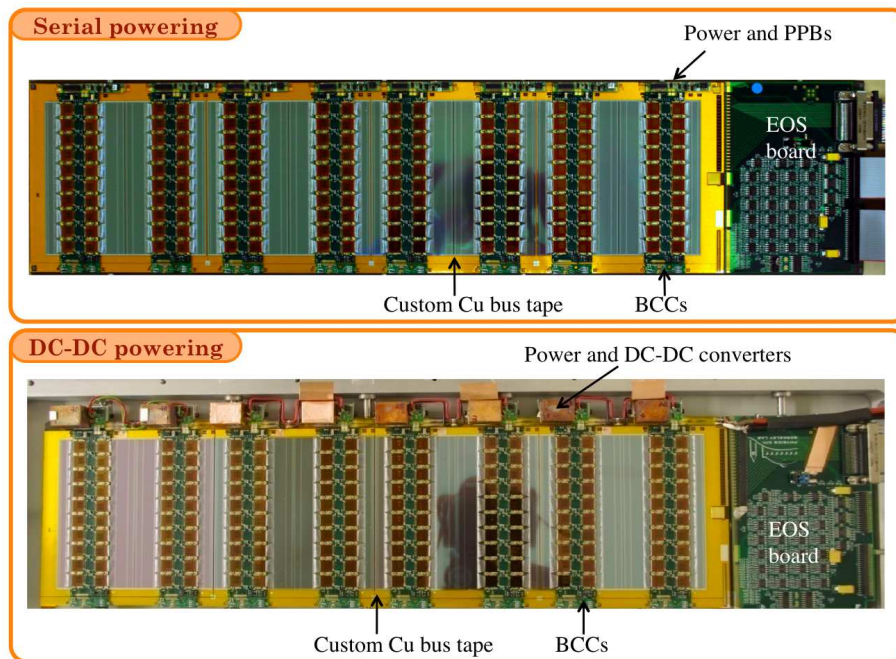 Serial powering
Power and PPBs
EOS
board
Custom Cu bus tape
BCCs
DC-DC powering
Power and DC-DC converters
EOS
board
Custom Cu bus tape
BCCs